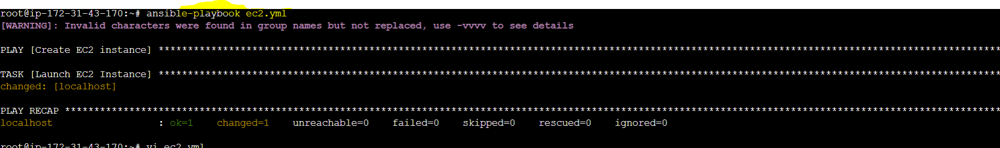 root@ip-172-31-43-170:~# ansible-playbook ec2.yml
[WARNING]: Invalid characters were found in group names but not replaced, use -vvvv to see details
PLAY [Create EC2 instance] ****************************************************************************************************************************************************
TASK [Launch EC2 Instance] ****************************************************************************************************************************************************
changed: [localhost]
PLAY RECAP ********************************************************************************************************************************************************************
localhost : ok=1 changed=1 unreachable=0 failed=0 skipped=0 rescued=0 ignored=0
root@ip-172-31-43-170:~# vi ec2.yml